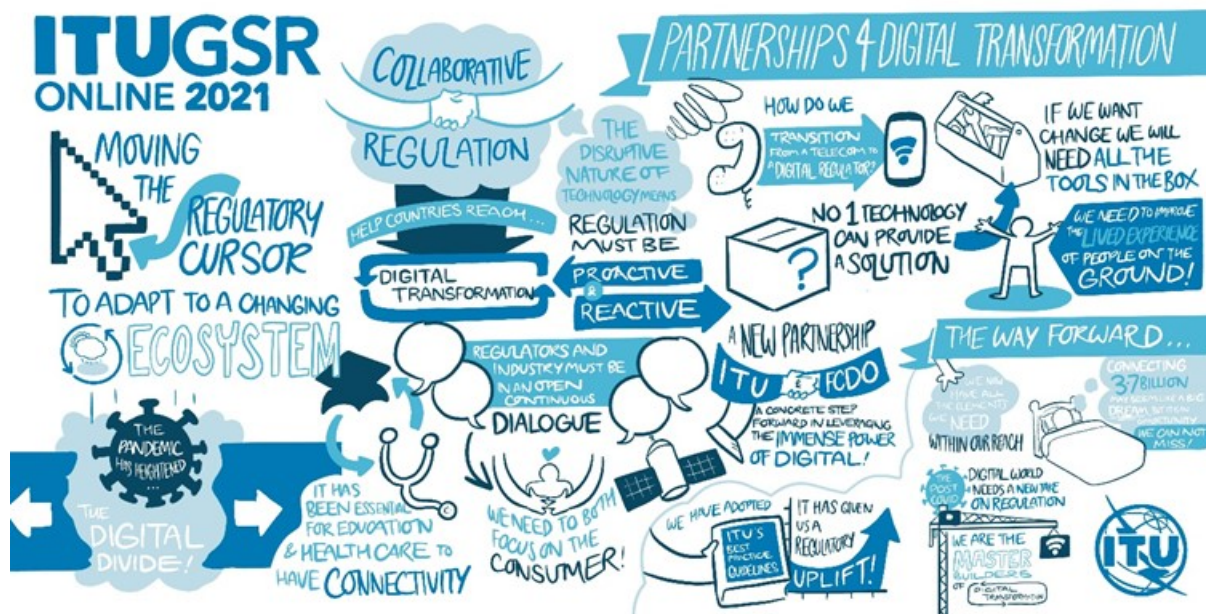 ITUGSR
ONLINE 2021
MOVING
THE
REGULATORY
CURSOR
TO ADAPT TO A CHANGING
ECOSYSTEM
THE
PANDEMIC
HAS HEIGHTENED
...
THE
DIGITAL
DIVIDE!
COLLABORATIVE
REGULATION
HELP COUNTRIES REACH...
DIGITAL
TRANSFORMATION
THE
DISRUPTIVE
NATURE OF
TECHNOLOGY MEANS
REGULATION
MUST BE
PROACTIVE
&
REACTIVE
REGULATORS AND
INDUSTRY MUST BE
IN AN OPEN
CONTINUOUS
DIALOGUE
IT HAS
BEEN ESSENTIAL
FOR EDUCATION
& HEALTH CARE TO
HAVE CONNECTIVITY
WE NEED TO BOTH
FOCUS ON THE
CONSUMER!
PARTNERSHIPS 4 DIGITAL TRANSFORMATION
HOW DO WE
TRANSITION
FROM A TELECOM TO
A DIGITAL REGULATOR?
IF WE WANT
CHANGE WE WILL
NEED ALL THE
TOOLS IN THE BOX
?
NO 1 TECHNOLOGY
CAN PROVIDE
A SOLUTION
WE NEED TO IMPROVE
THE LIVED EXPERIENCE
OF PEOPLE ON THE
GROUND!
A NEW PARTNERSHIP
ITU FCDO
A CONCRETE STEP
FORWARD IN LEVERAGING
THE IMMENSE POWER
OF DIGITAL!
WE HAVE ADOPTED
ITU'S
BEST
PRACTICE
GUIDELINES
IT HAS GIVEN
US A
REGULATORY
UPLIFT!
THE WAY FORWARD...
WE NOW
HAVE ALL
THE ELEMENTS
WE NEED
WITHIN OUR REACH
CONNECTING
3.7 BILLION
MAY SEEM LIKE A BIG
DREAM, BUT
OPPORTUNITY
WE CAN NOT
MISS!
THE
POST
COVID
DIGITAL WORLD
NEEDS A NEW TAKE
ON REGULATION
WE ARE THE
MASTER
BUILDERS
OF DIGITAL
TRANSFORMATION
ITU